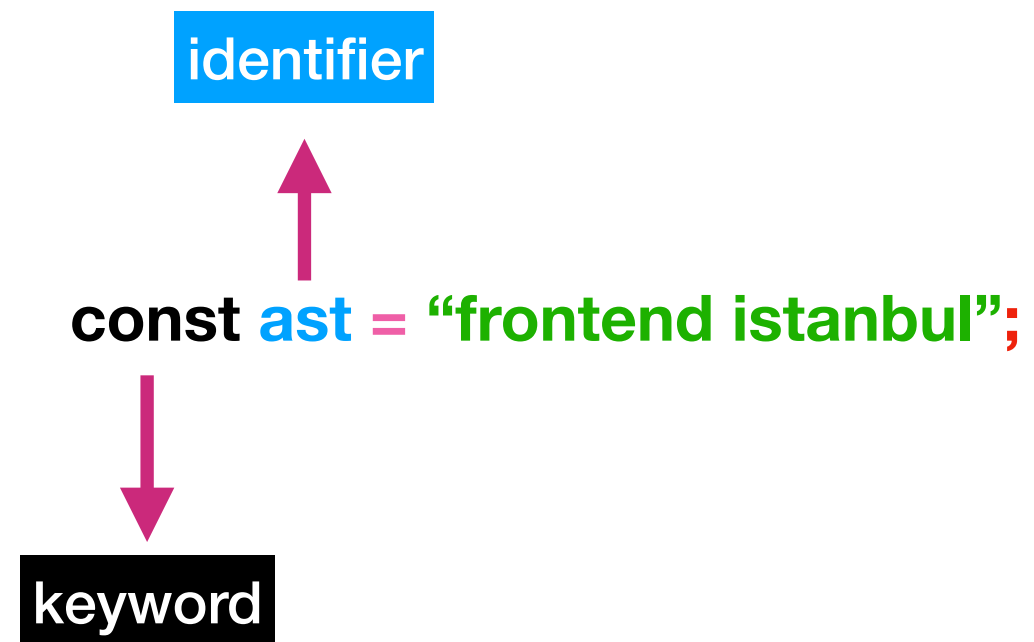 identifier
const ast = “frontend istanbul”;
keyword